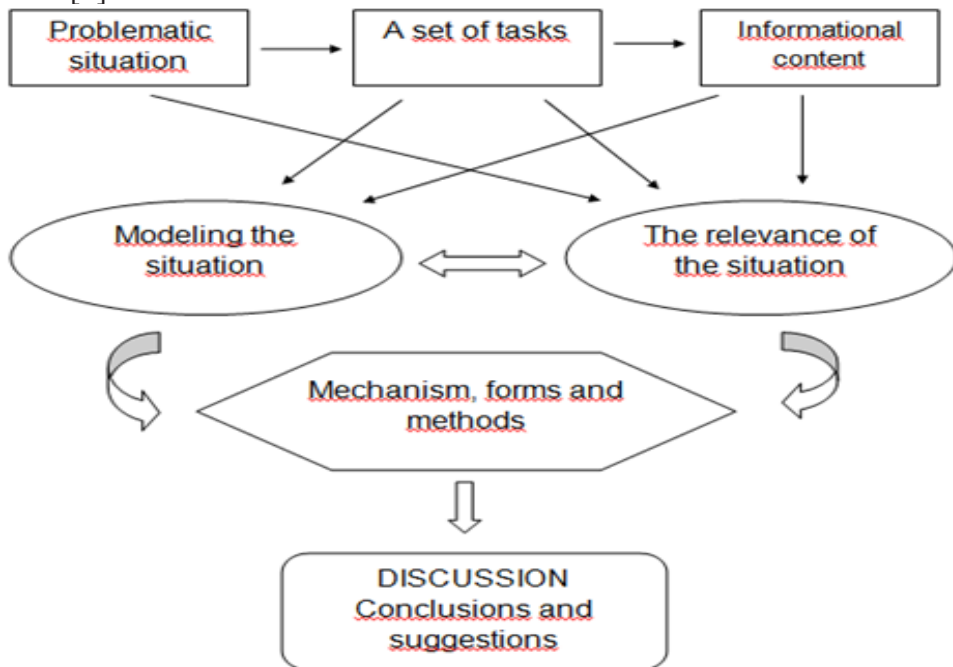 Problematic
situation
A set of tasks
Informational
content
Modeling the
situation
The relevance of
the situation
Mechanism, forms and
methods
DISCUSSION
Conclusions and
suggestions